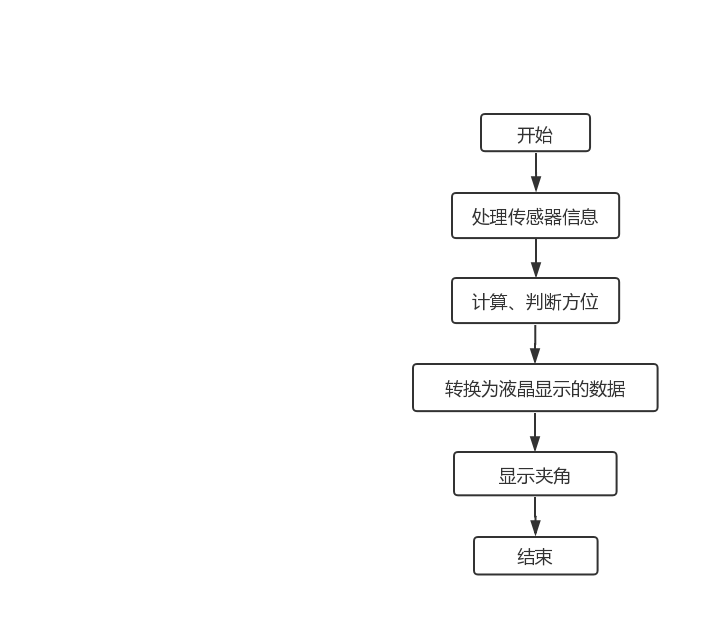 开始
处理传感器信息
计算、判断方位
转换为液晶显示的数据
显示夹角
结束